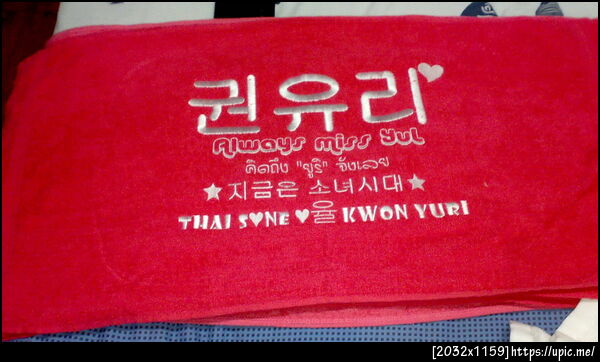 권유리♥
Always miss Yul
คิดถึง "ยูริ" จังเลย
★지금은 소녀시대★
THAI S♥NE ♥율 KWON YURI
[2032x1159]https://upic.me/